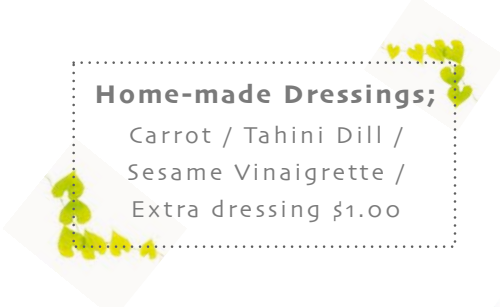 Home-made Dressings;
Carrot / Tahini Dill /
Sesame Vinaigrette /
Extra dressing $1.00